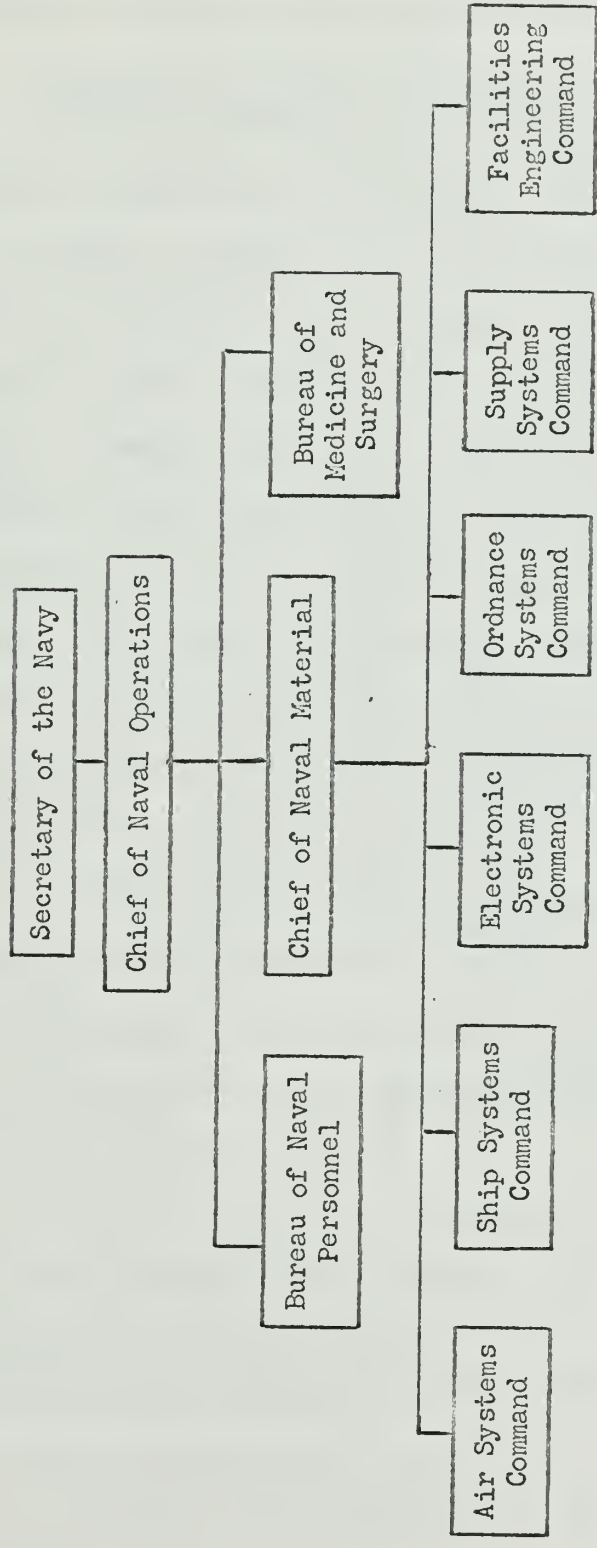 Secretary of the Navy
Chief of Naval Operations
Bureau of Naval
Personnel
Chief of Naval Material
Bureau of
Medicine and
Surgery
Air Systems
Command
Ship Systems
Command
Electronic
Systems
Command
Ordnance
Systems
Command
Supply
Systems
Command
Facilities
Engineering
Command